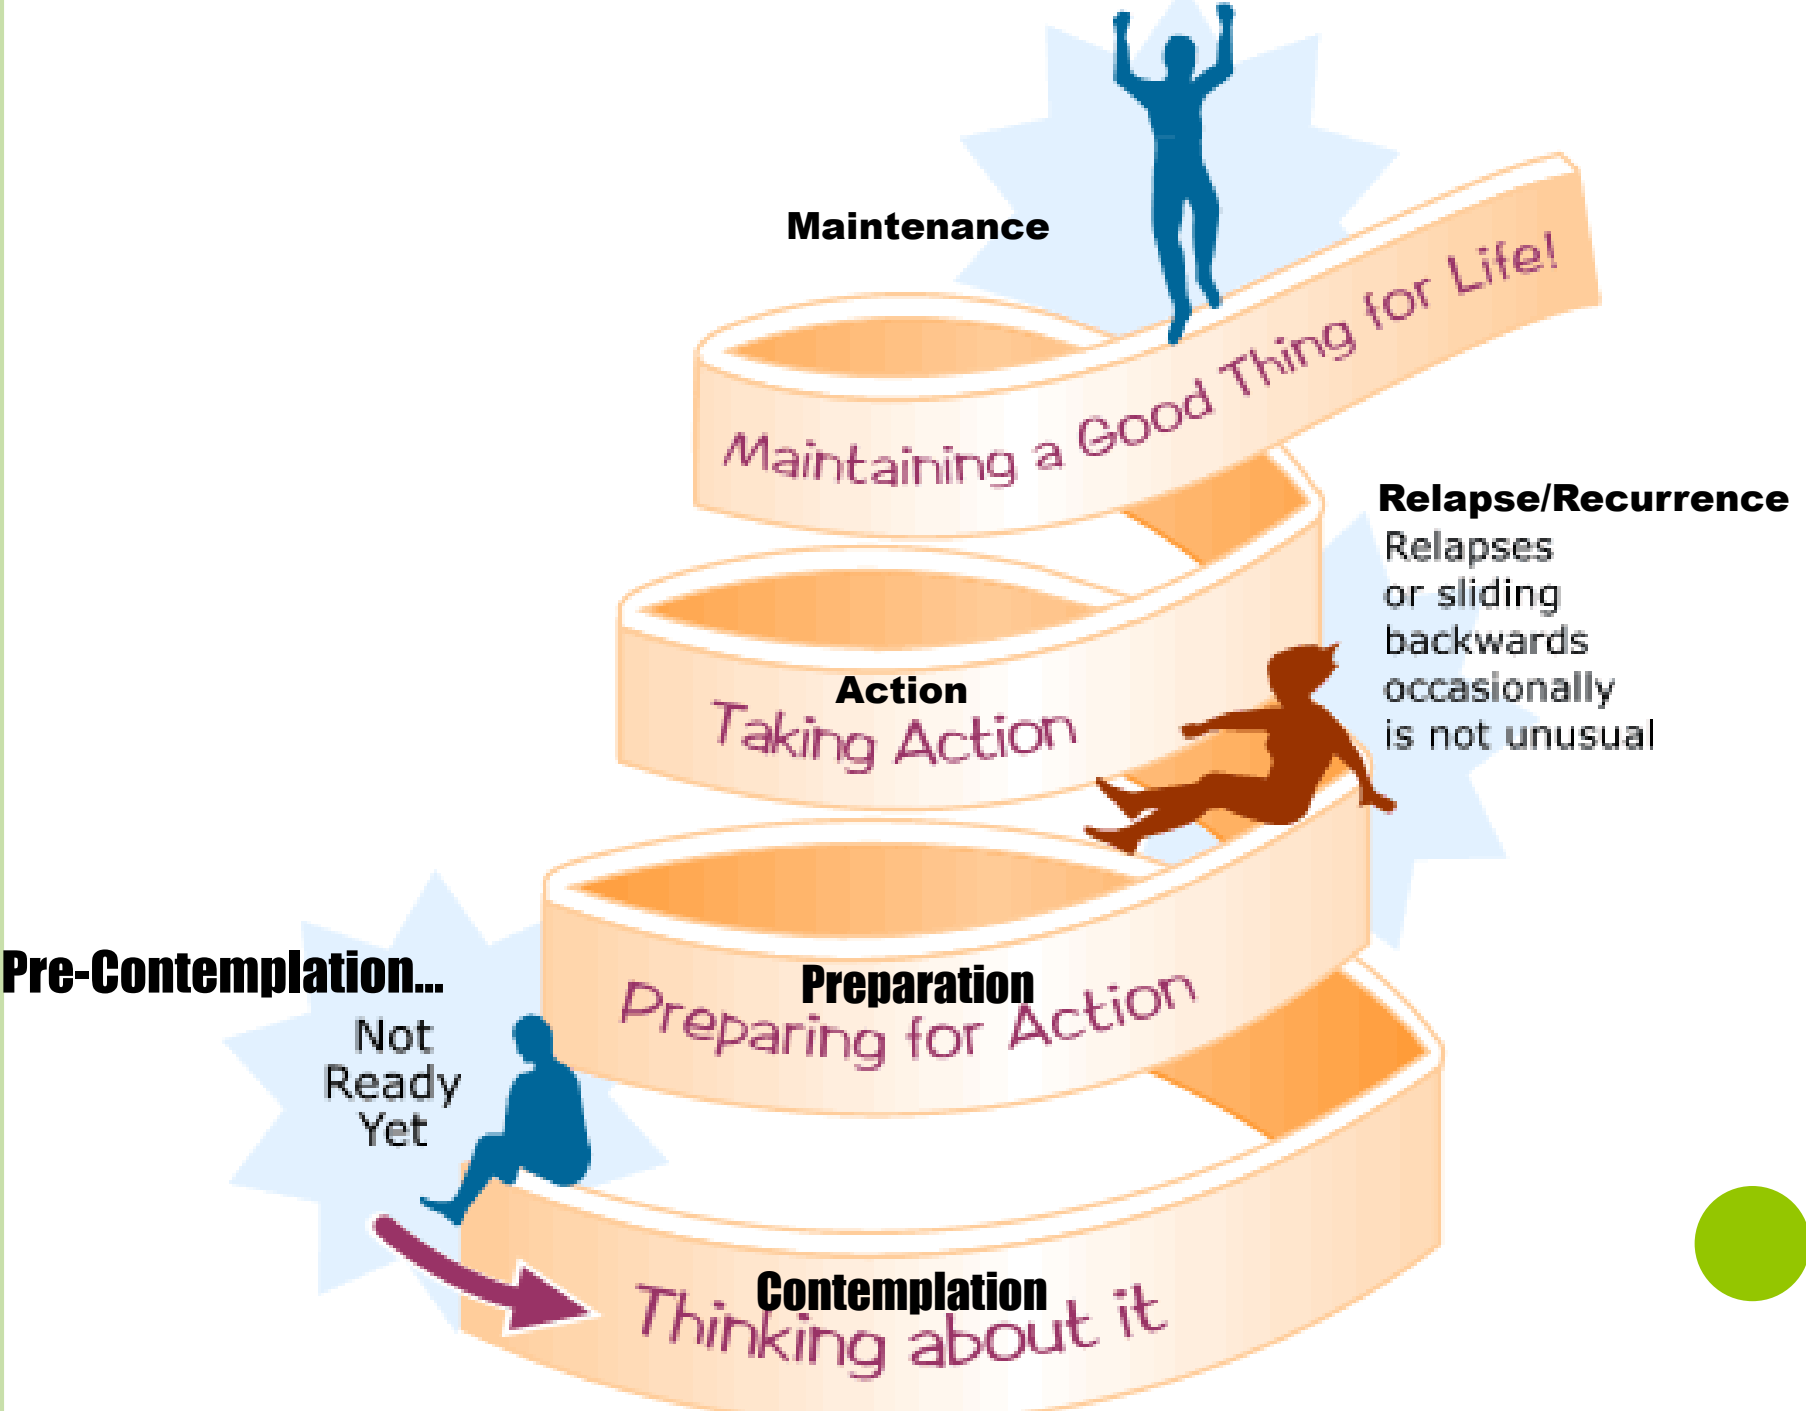 Maintenance
Maintaining a Good Thing for Life!
Relapse/Recurrence
Relapses
or sliding
backwards
occasionally
is not unusual
Action
Taking Action
Preparation
Preparing for Action
Pre-Contemplation...
Not
Ready
Yet
Contemplation
Thinking about it